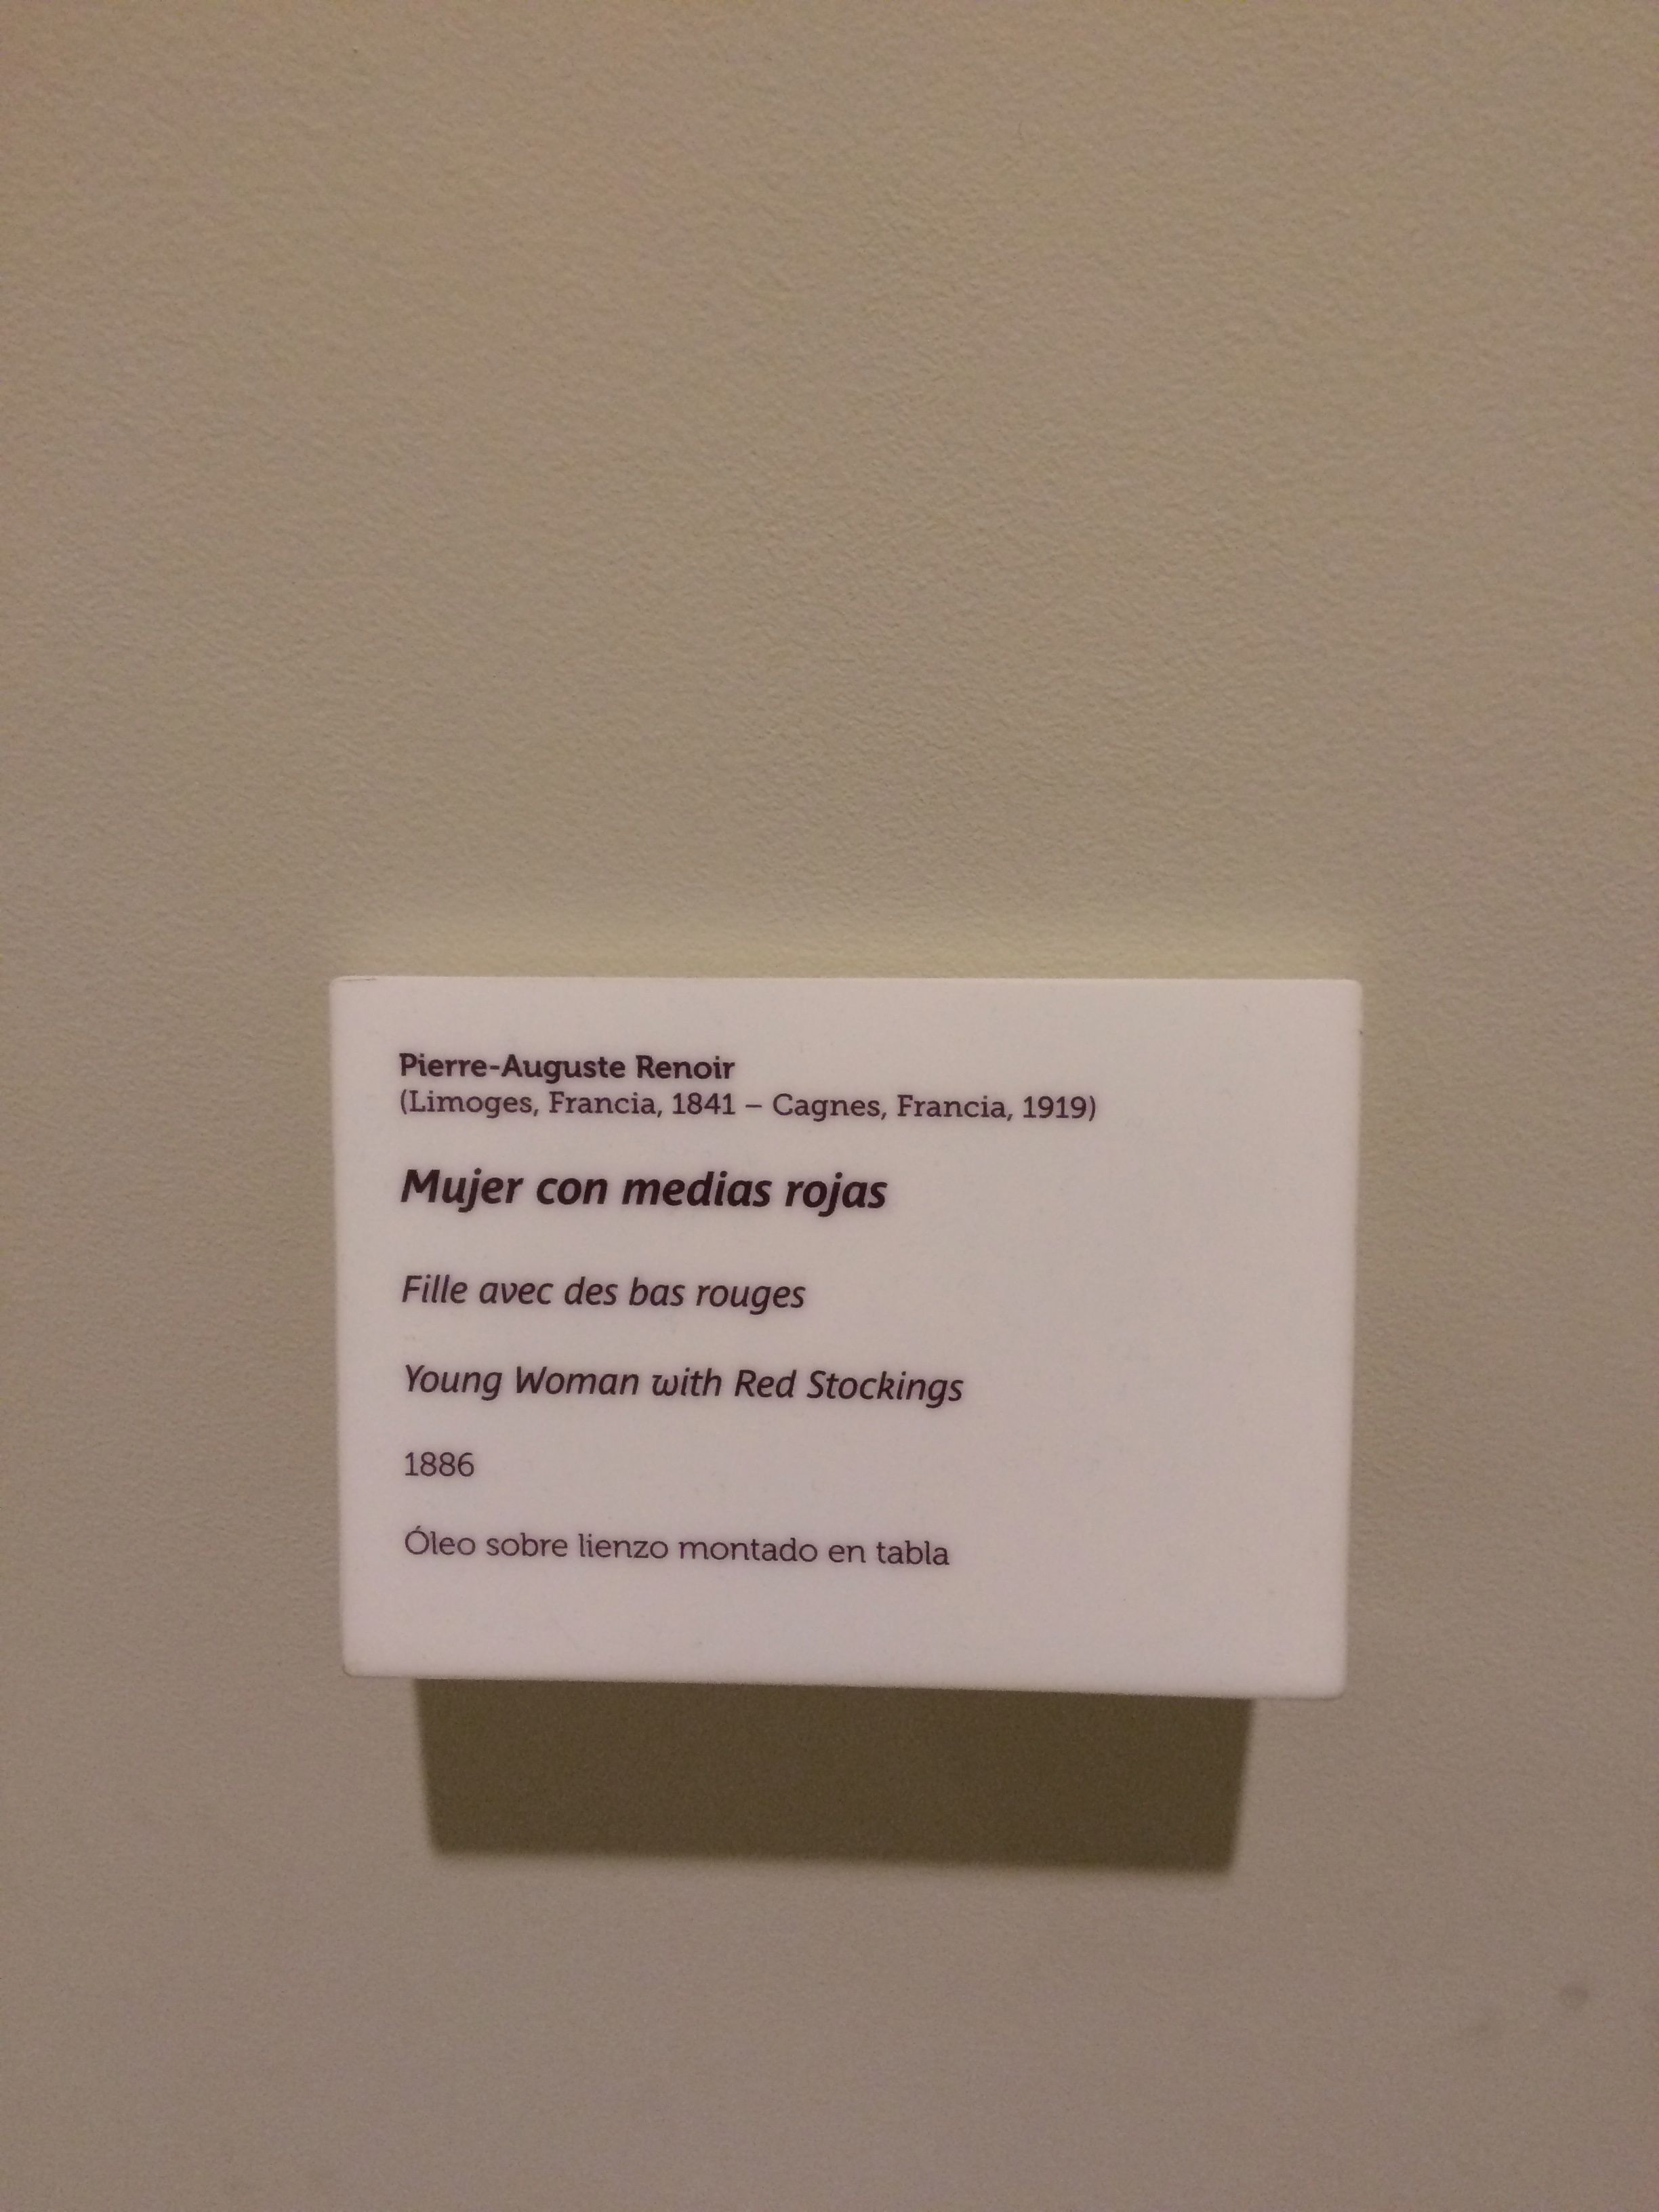 Pierre-Auguste Renoir
(Limoges, Francia, 1841 – Cagnes, Francia, 1919)
Mujer con medias rojas
Fille avec des bas rouges
Young Woman with Red Stockings
1886
Óleo sobre lienzo montado en tabla